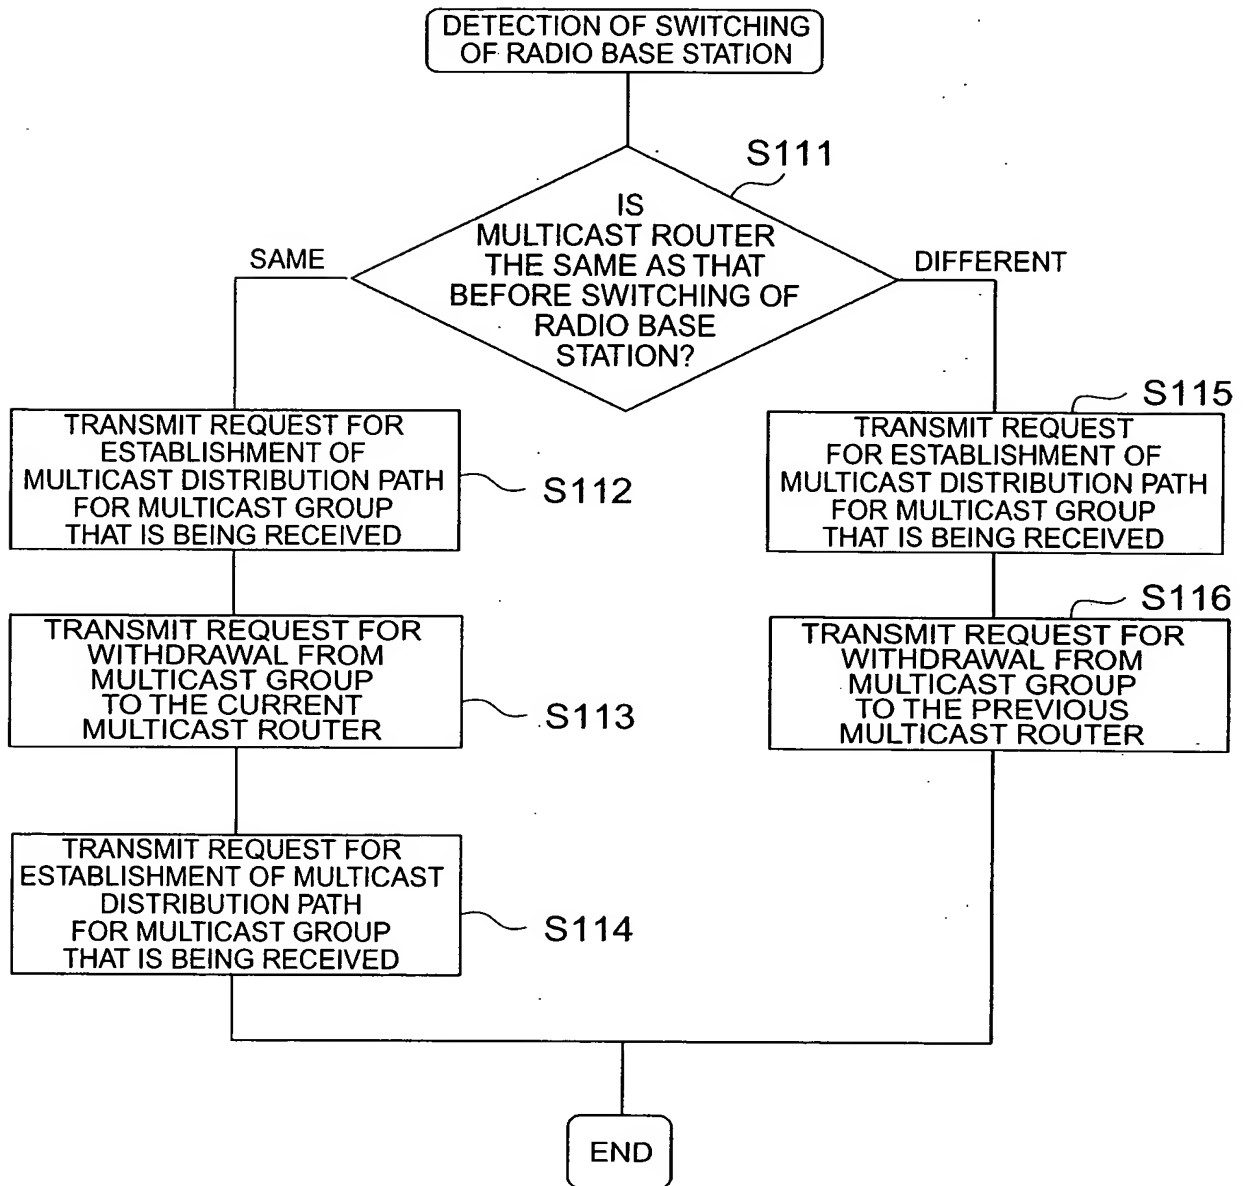 DETECTION OF SWITCHING
OF RADIO BASE STATION
S111
IS
MULTICAST ROUTER
THE SAME AS THAT
BEFORE SWITCHING OF
RADIO BASE
STATION?
SAME
DIFFERENT
TRANSMIT REQUEST FOR
ESTABLISHMENT OF
MULTICAST DISTRIBUTION PATH
FOR MULTICAST GROUP
THAT IS BEING RECEIVED
S112
TRANSMIT REQUEST FOR
WITHDRAWAL FROM
MULTICAST GROUP
TO THE CURRENT
MULTICAST ROUTER
S113
TRANSMIT REQUEST FOR
ESTABLISHMENT OF MULTICAST
DISTRIBUTION PATH
FOR MULTICAST GROUP
THAT IS BEING RECEIVED
S114
S115
TRANSMIT REQUEST
FOR ESTABLISHMENT OF
MULTICAST DISTRIBUTION PATH
FOR MULTICAST GROUP
THAT IS BEING RECEIVED
S116
TRANSMIT REQUEST FOR
WITHDRAWAL FROM
MULTICAST GROUP
TO THE PREVIOUS
MULTICAST ROUTER
END